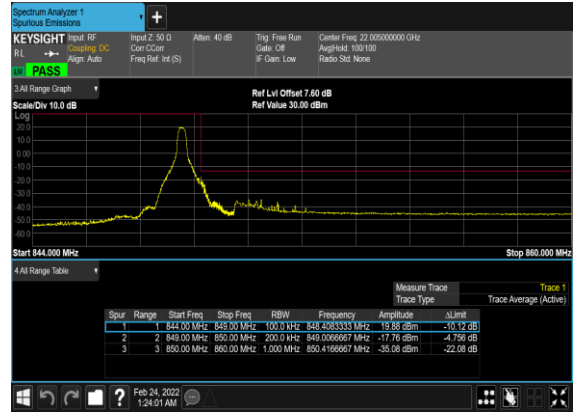 Spectrum Analyzer 1
Spurious Emissions
+
KEYSIGHT Input: RF Input Z: 50 Ω Atten: 40 dB Trig: Free Run Center Freq: 22.005000000 GHz
RL Coupling: DC Corr CCorr Gate: Off Avg|Hold: 100/100
Align: Auto Freq Ref: Int (S) IF Gain: Low Radio Std: None
PASS
3 All Range Graph Ref Lvl Offset 7.60 dB
Scale/Div 10.0 dB Ref Value 30.00 dBm
Log
20.0
10.0
0.00
-10.0
-20.0
-30.0
-40.0
-50.0
-60.0
Start 844.000 MHz Stop 860.000 MHz
4 All Range Table
Measure Trace Trace 1
Trace Type Trace Average (Active)
Spur Range Start Freq Stop Freq RBW Frequency Amplitude ΔLimit
1 1 844.00 MHz 849.00 MHz 100.0 kHz 848.4083333 MHz 19.88 dBm -10.12 dB
2 2 849.00 MHz 850.00 MHz 200.0 kHz 849.0066667 MHz -17.76 dBm -4.756 dB
3 3 850.00 MHz 860.00 MHz 1.000 MHz 850.4166667 MHz -35.08 dBm -22.08 dB
? Feb 24, 2022
1:24:01 AM